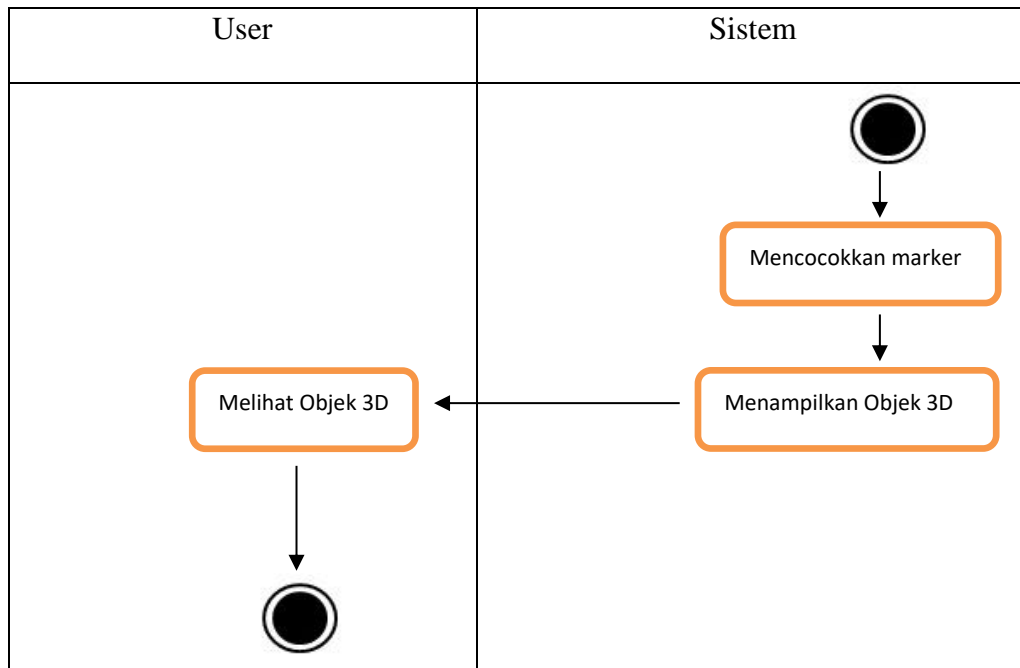 User
Sistem
Mencocokkan marker
Melihat Objek 3D
Menampilkan Objek 3D